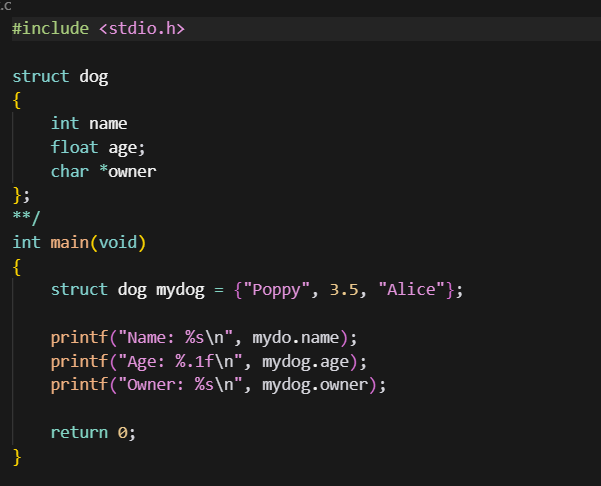 .c
#include <stdio.h>
struct dog
{
    int name
    float age;
    char *owner
};
**/
int main(void)
{
    struct dog mydog = {"Poppy", 3.5, "Alice"};
    printf("Name: %s\n", mydo.name);
    printf("Age: %.1f\n", mydog.age);
    printf("Owner: %s\n", mydog.owner);
    return 0;
}